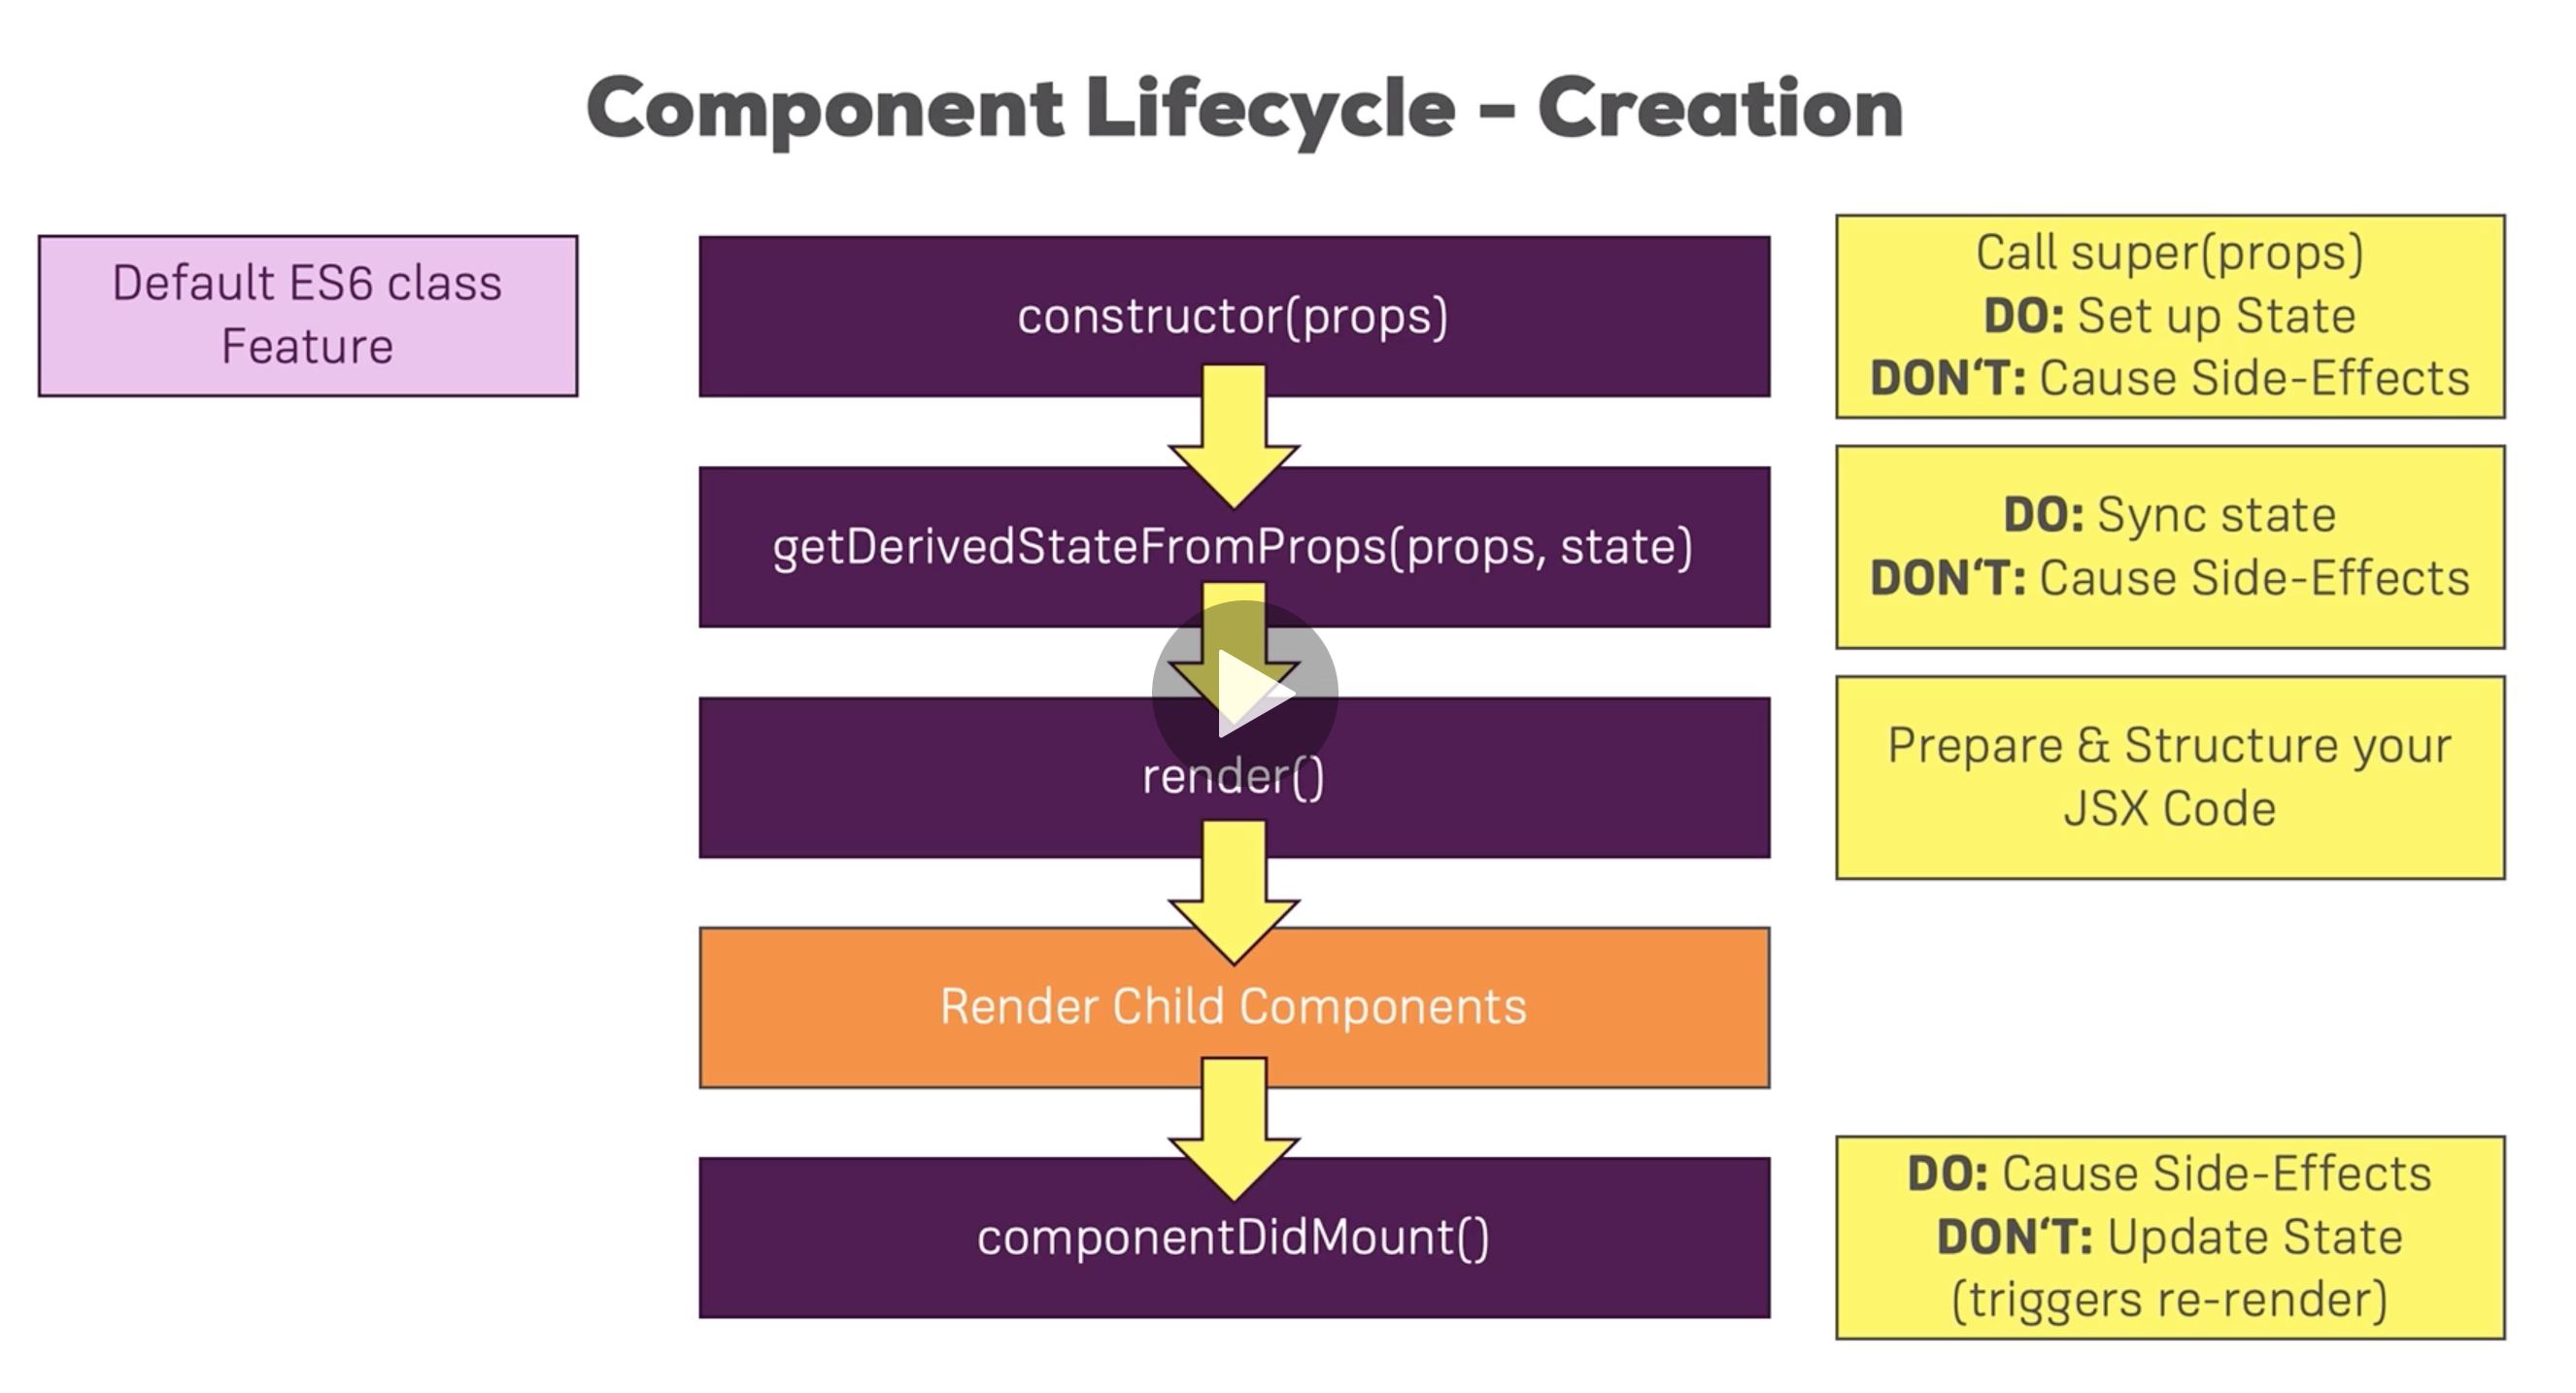 Component Lifecycle - Creation
Default ES6 class
Feature
constructor(props)
Call super(props)
DO: Set up State
DON‘T: Cause Side-Effects
getDerivedStateFromProps(props, state)
DO: Sync state
DON‘T: Cause Side-Effects
render()
Prepare & Structure your
JSX Code
Render Child Components
componentDidMount()
DO: Cause Side-Effects
DON‘T: Update State
(triggers re-render)